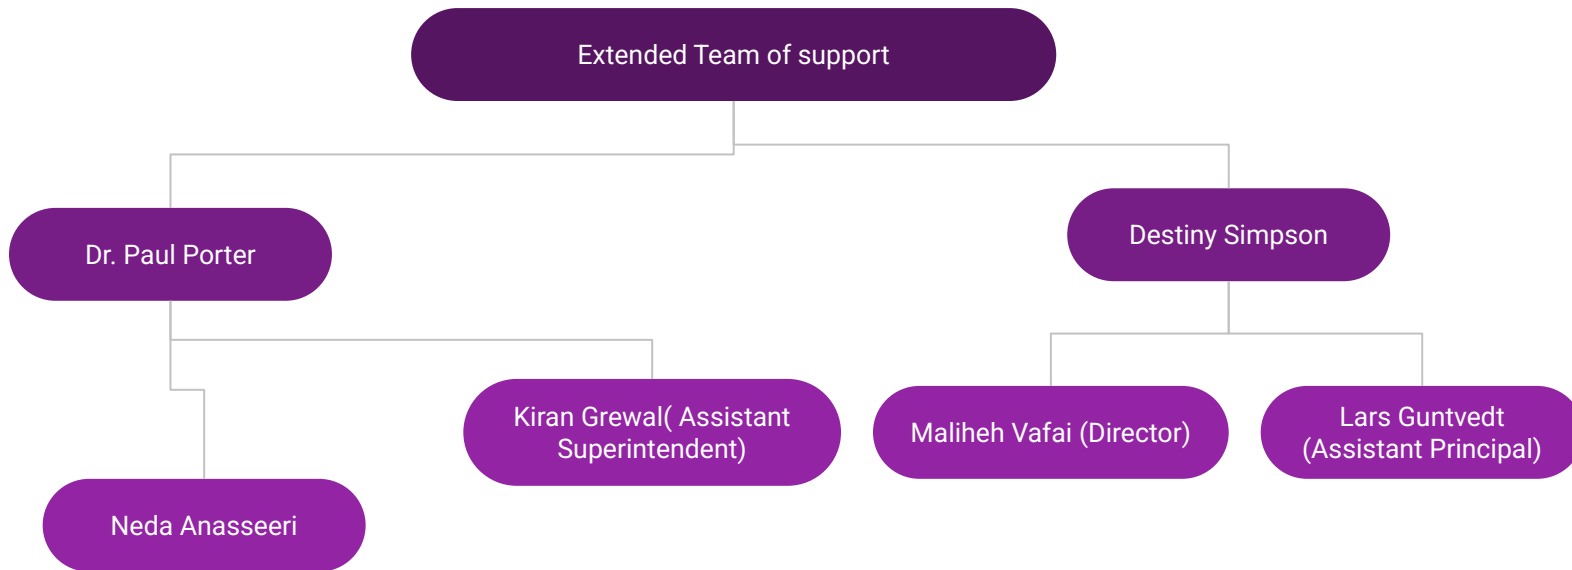 Extended Team of support
Dr. Paul Porter
Destiny Simpson
Kiran Grewal( Assistant
Superintendent)
Maliheh Vafai (Director)
Lars Guntvedt
(Assistant Principal)
Neda Anasseeri